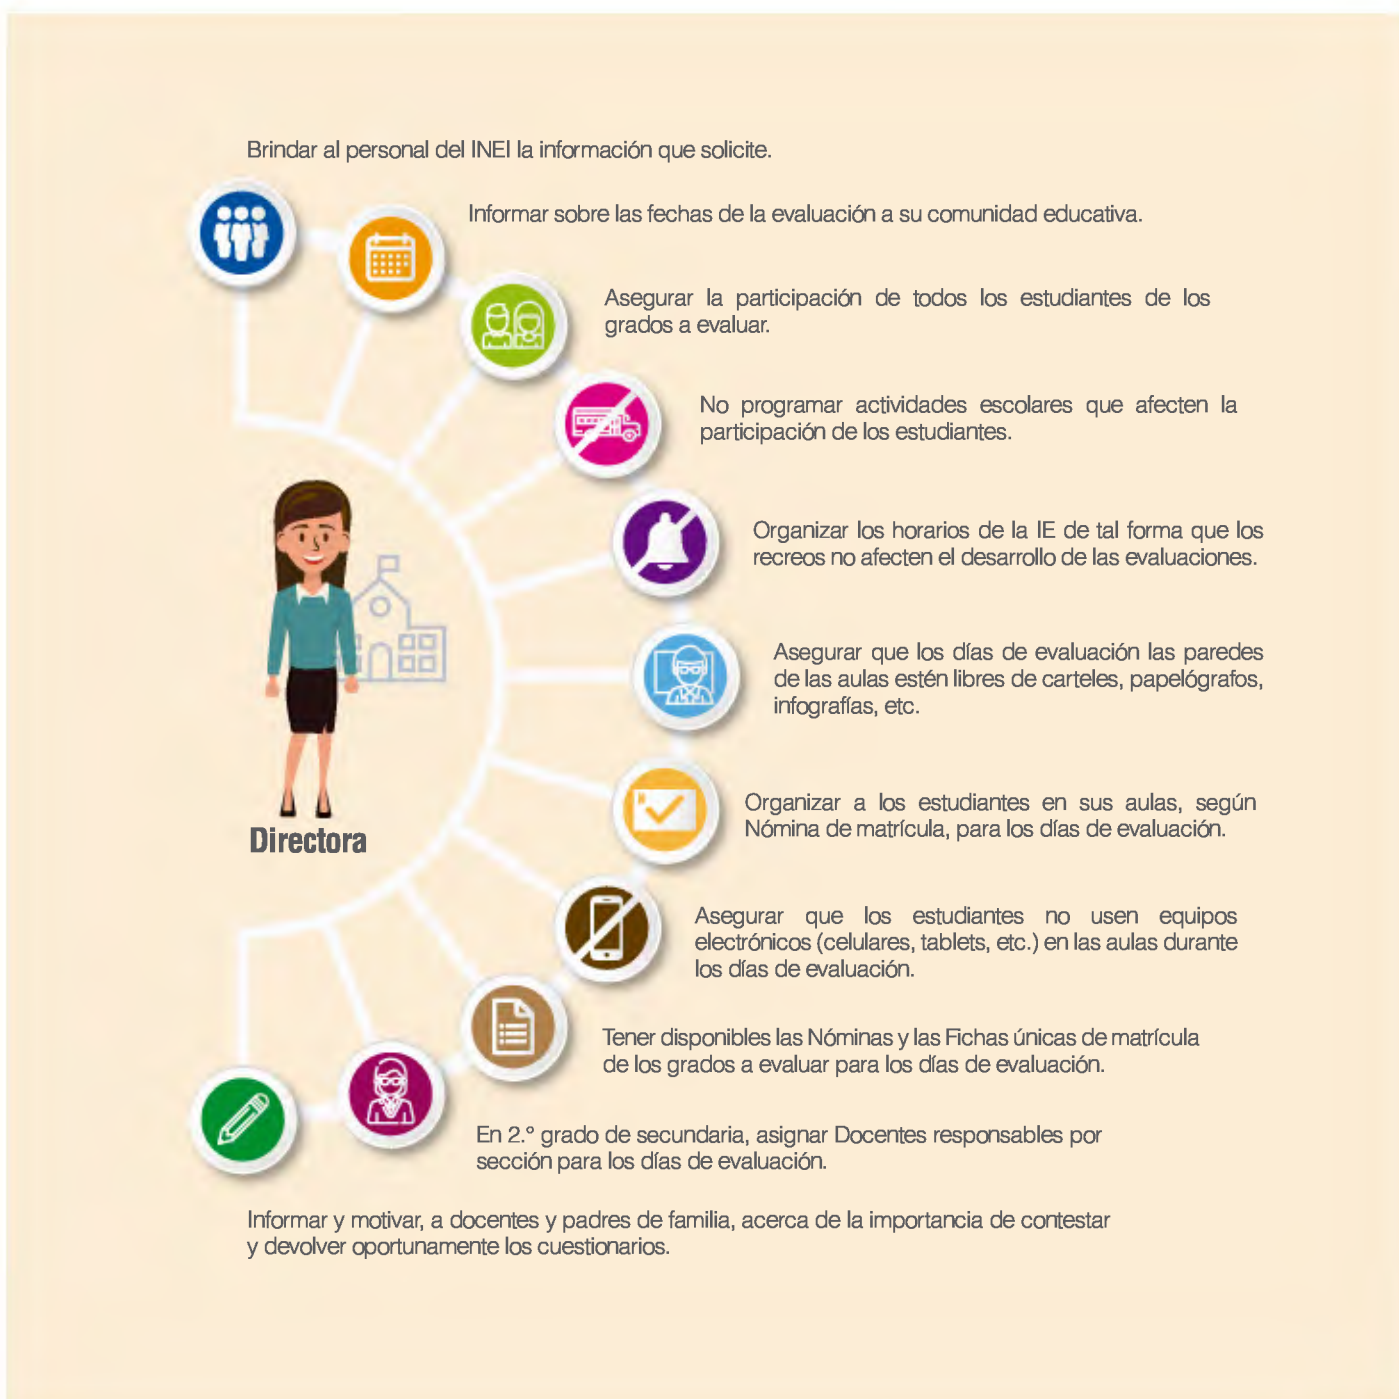 Brindar al personal del INEI la información que solicite.
Informar sobre las fechas de la evaluación a su comunidad educativa.
Asegurar la participación de todos los estudiantes de los
grados a evaluar.
No programar actividades escolares que afecten la
participación de los estudiantes.
Organizar los horarios de la IE de tal forma que los
recreos no afecten el desarrollo de las evaluaciones.
Asegurar que los días de evaluación las paredes
de las aulas estén libres de carteles, papelógrafos,
infografías, etc.
Organizar a los estudiantes en sus aulas, según
Nómina de matrícula, para los días de evaluación.
Directora
Asegurar que los estudiantes no usen equipos
electrónicos (celulares, tablets, etc.) en las aulas durante
los días de evaluación.
Tener disponibles las Nóminas y las Fichas únicas de matrícula
de los grados a evaluar para los días de evaluación.
En 2.° grado de secundaria, asignar Docentes responsables por
sección para los días de evaluación.
Informar y motivar, a docentes y padres de familia, acerca de la importancia de contestar
y devolver oportunamente los cuestionarios.